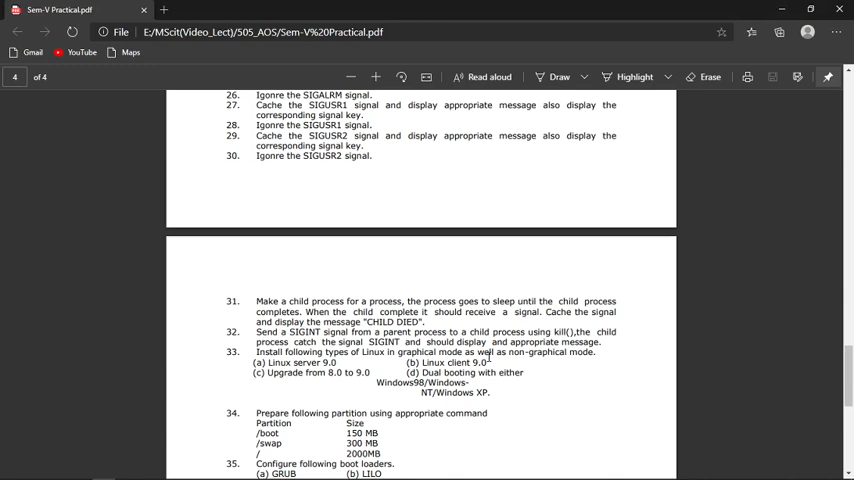 Sem-V Practical.pdf
File
E:/MScit(Video_Lect)/505_AOS/Sem-V%20Practical.pdf
Gmail YouTube Maps
4 of 4
Read aloud Draw Highlight Erase
26. Igonre the SIGALRM signal.
27. Cache the SIGUSR1 signal and display appropriate message also display the
corresponding signal key.
28. Igonre the SIGUSR1 signal.
29. Cache the SIGUSR2 signal and display appropriate message also display the
corresponding signal key.
30. Igonre the SIGUSR2 signal.
31. Make a child process for a process, the process goes to sleep until the child process
completes. When the child complete it should receive a signal. Cache the signal
and display the message "CHILD DIED".
32. Send a SIGINT signal from a parent process to a child process using kill(),the child
process catch the signal SIGINT and should display and appropriate message.
33. Install following types of Linux in graphical mode as well as non-graphical mode.
(a) Linux server 9.0 (b) Linux client 9.0
(c) Upgrade from 8.0 to 9.0 (d) Dual booting with either
Windows98/Windows-
NT/Windows XP.
34. Prepare following partition using appropriate command
Partition Size
/boot 150 MB
/swap 300 MB
/ 2000MB
35. Configure following boot loaders.
(a) GRUB (b) LILO